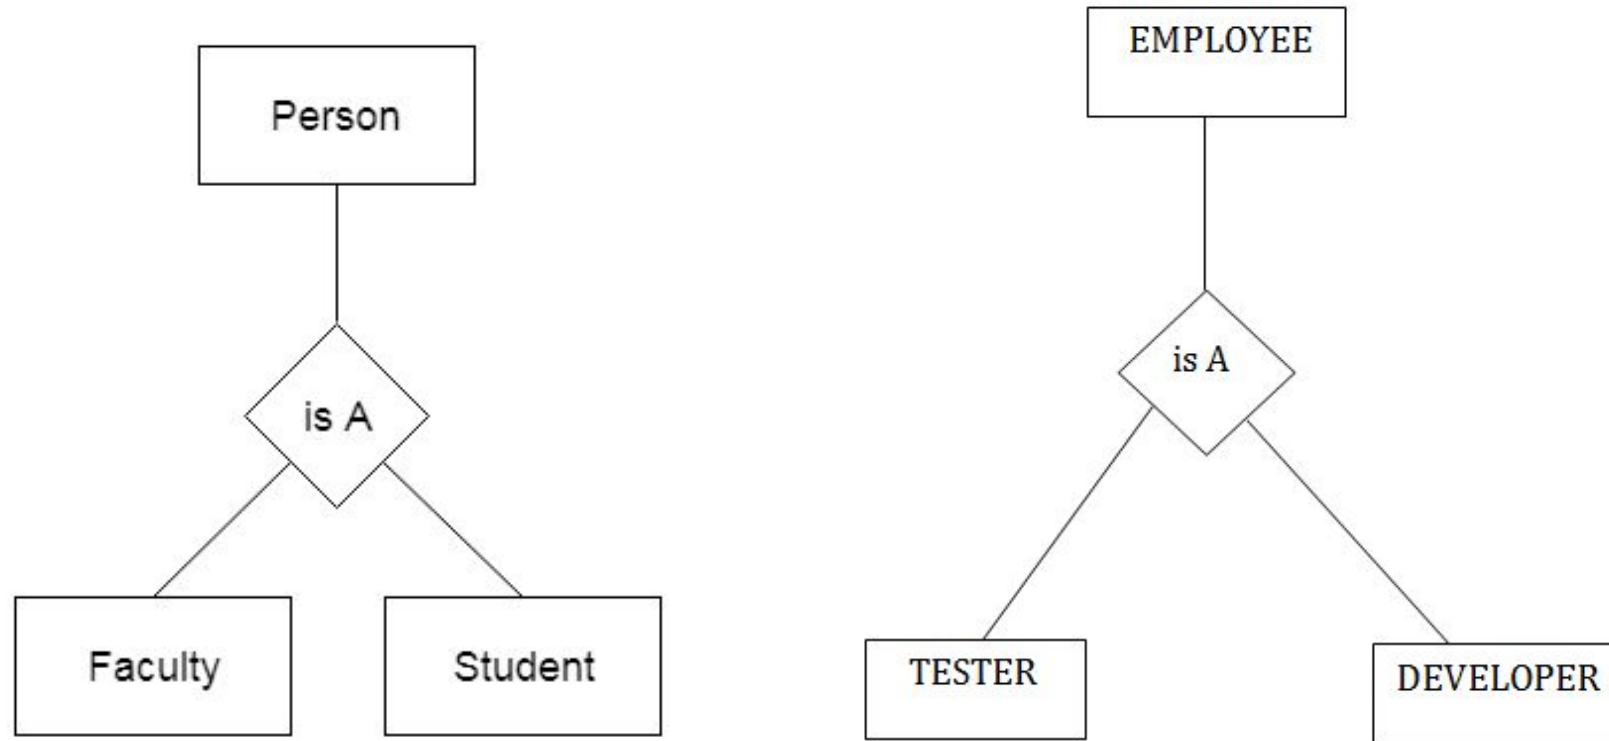 Person
is A
Faculty
Student
EMPLOYEE
is A
TESTER
DEVELOPER